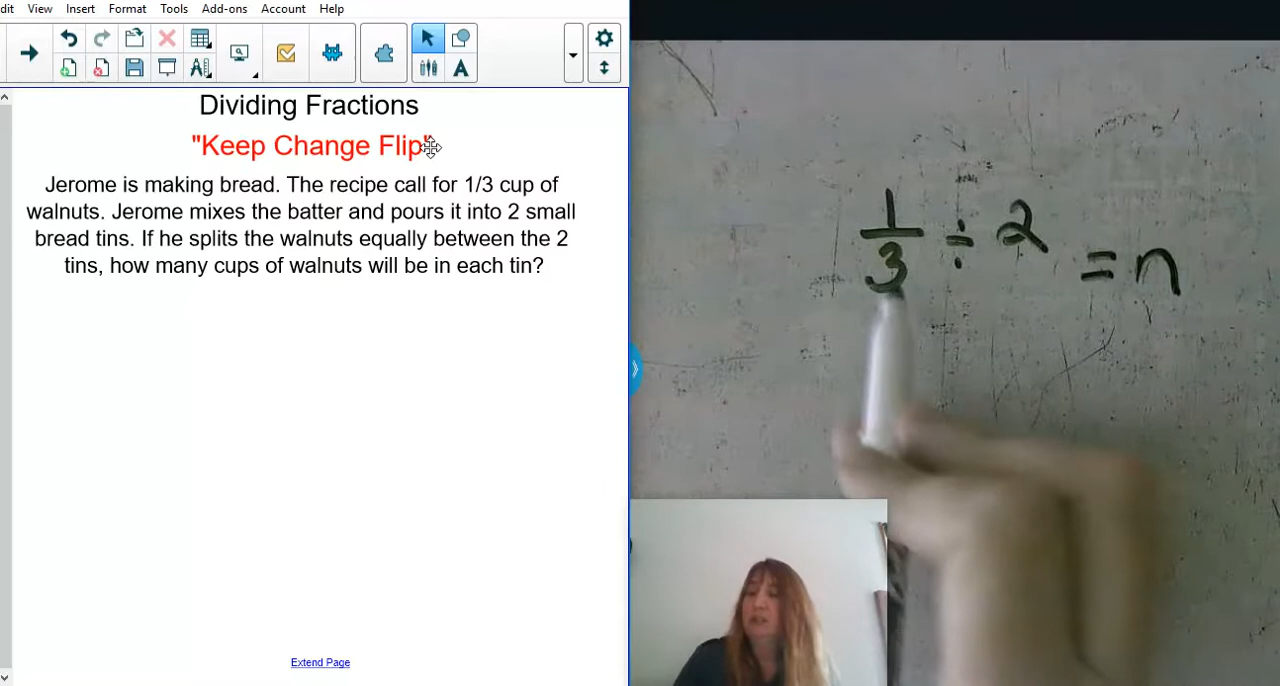 dit View Insert Format Tools Add-ons Account Help
Dividing Fractions
"Keep Change Flip"
Jerome is making bread. The recipe call for 1/3 cup of
walnuts. Jerome mixes the batter and pours it into 2 small
bread tins. If he splits the walnuts equally between the 2
tins, how many cups of walnuts will be in each tin?
Extend Page
1/3 ÷ 2 = n